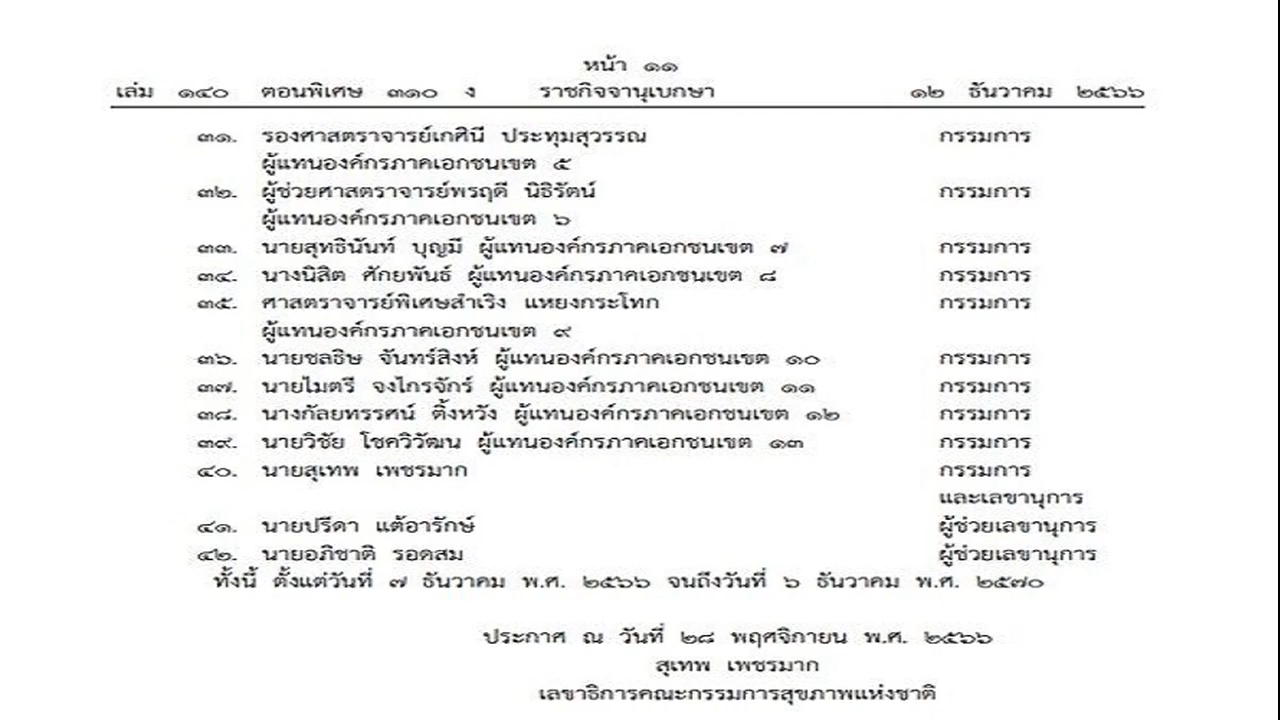 หน้า ๑๑
เล่ม ๑๔๐ ตอนพิเศษ ๓๑๐ ง ราชกิจจานุเบกษา ๑๒ ธันวาคม ๒๕๖๖
๓๑. รองศาสตราจารย์เกศินี ประทุมสุวรรณ กรรมการ
ผู้แทนองค์กรภาคเอกชนเขต ๕
๓๒. ผู้ช่วยศาสตราจารย์พรฤดี นิธิรัตน์ กรรมการ
ผู้แทนองค์กรภาคเอกชนเขต ๖
๓๓. นายสุทธินันท์ บุญมี ผู้แทนองค์กรภาคเอกชนเขต ๗ กรรมการ
๓๔. นางนิสิต ศักยพันธ์ ผู้แทนองค์กรภาคเอกชนเขต ๘ กรรมการ
๓๕. ศาสตราจารย์พิเศษสำเริง แหยงกระโทก กรรมการ
ผู้แทนองค์กรภาคเอกชนเขต ๙
๓๖. นายชลธิษ จันทร์สิงห์ ผู้แทนองค์กรภาคเอกชนเขต ๑๐ กรรมการ
๓๗. นายไมตรี จงไกรจักร์ ผู้แทนองค์กรภาคเอกชนเขต ๑๑ กรรมการ
๓๘. นางกัลยทรรศน์ ติ้งหวัง ผู้แทนองค์กรภาคเอกชนเขต ๑๒ กรรมการ
๓๙. นายวิชัย โชควิวัฒน ผู้แทนองค์กรภาคเอกชนเขต ๑๓ กรรมการ
๔๐. นายสุเทพ เพชรมาก กรรมการ
และเลขานุการ
๔๑. นายปรีดา แต้อารักษ์ ผู้ช่วยเลขานุการ
๔๒. นายอภิชาติ รอดสม ผู้ช่วยเลขานุการ
ทั้งนี้ ตั้งแต่วันที่ ๗ ธันวาคม พ.ศ. ๒๕๖๖ จนถึงวันที่ ๖ ธันวาคม พ.ศ. ๒๕๗๐
ประกาศ ณ วันที่ ๒๘ พฤศจิกายน พ.ศ. ๒๕๖๖
สุเทพ เพชรมาก
เลขาธิการคณะกรรมการสุขภาพแห่งชาติ